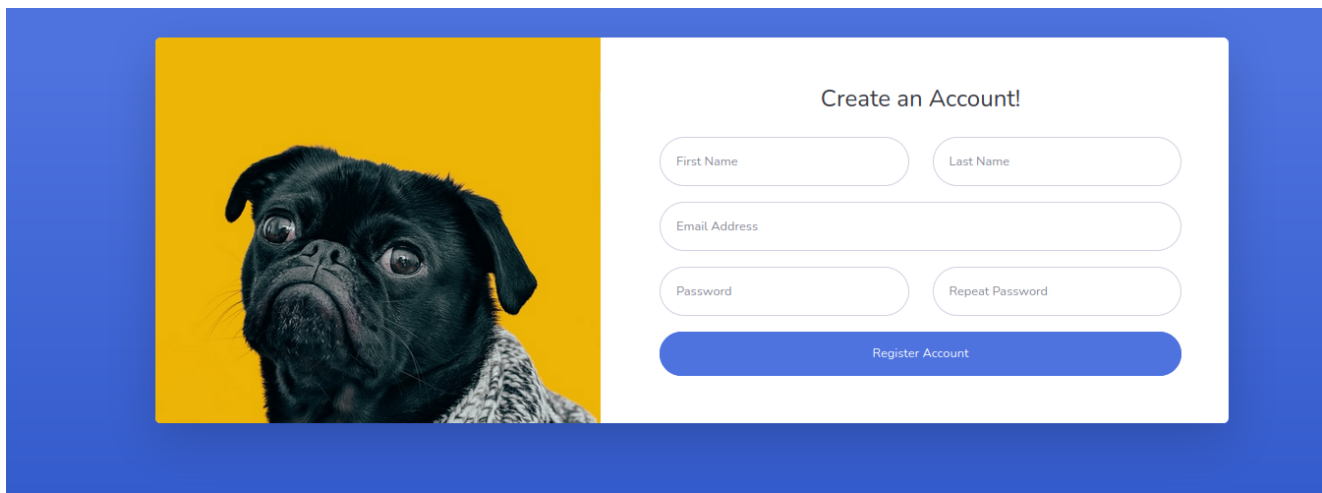 Create an Account!
First Name
Last Name
Email Address
Password
Repeat Password
Register Account